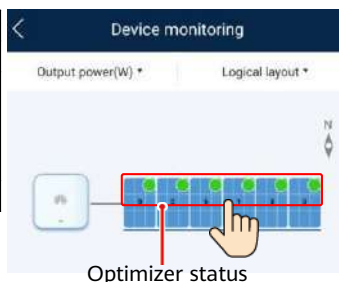 Device monitoring
Output power(W) * Logical layout *
N
Optimizer status